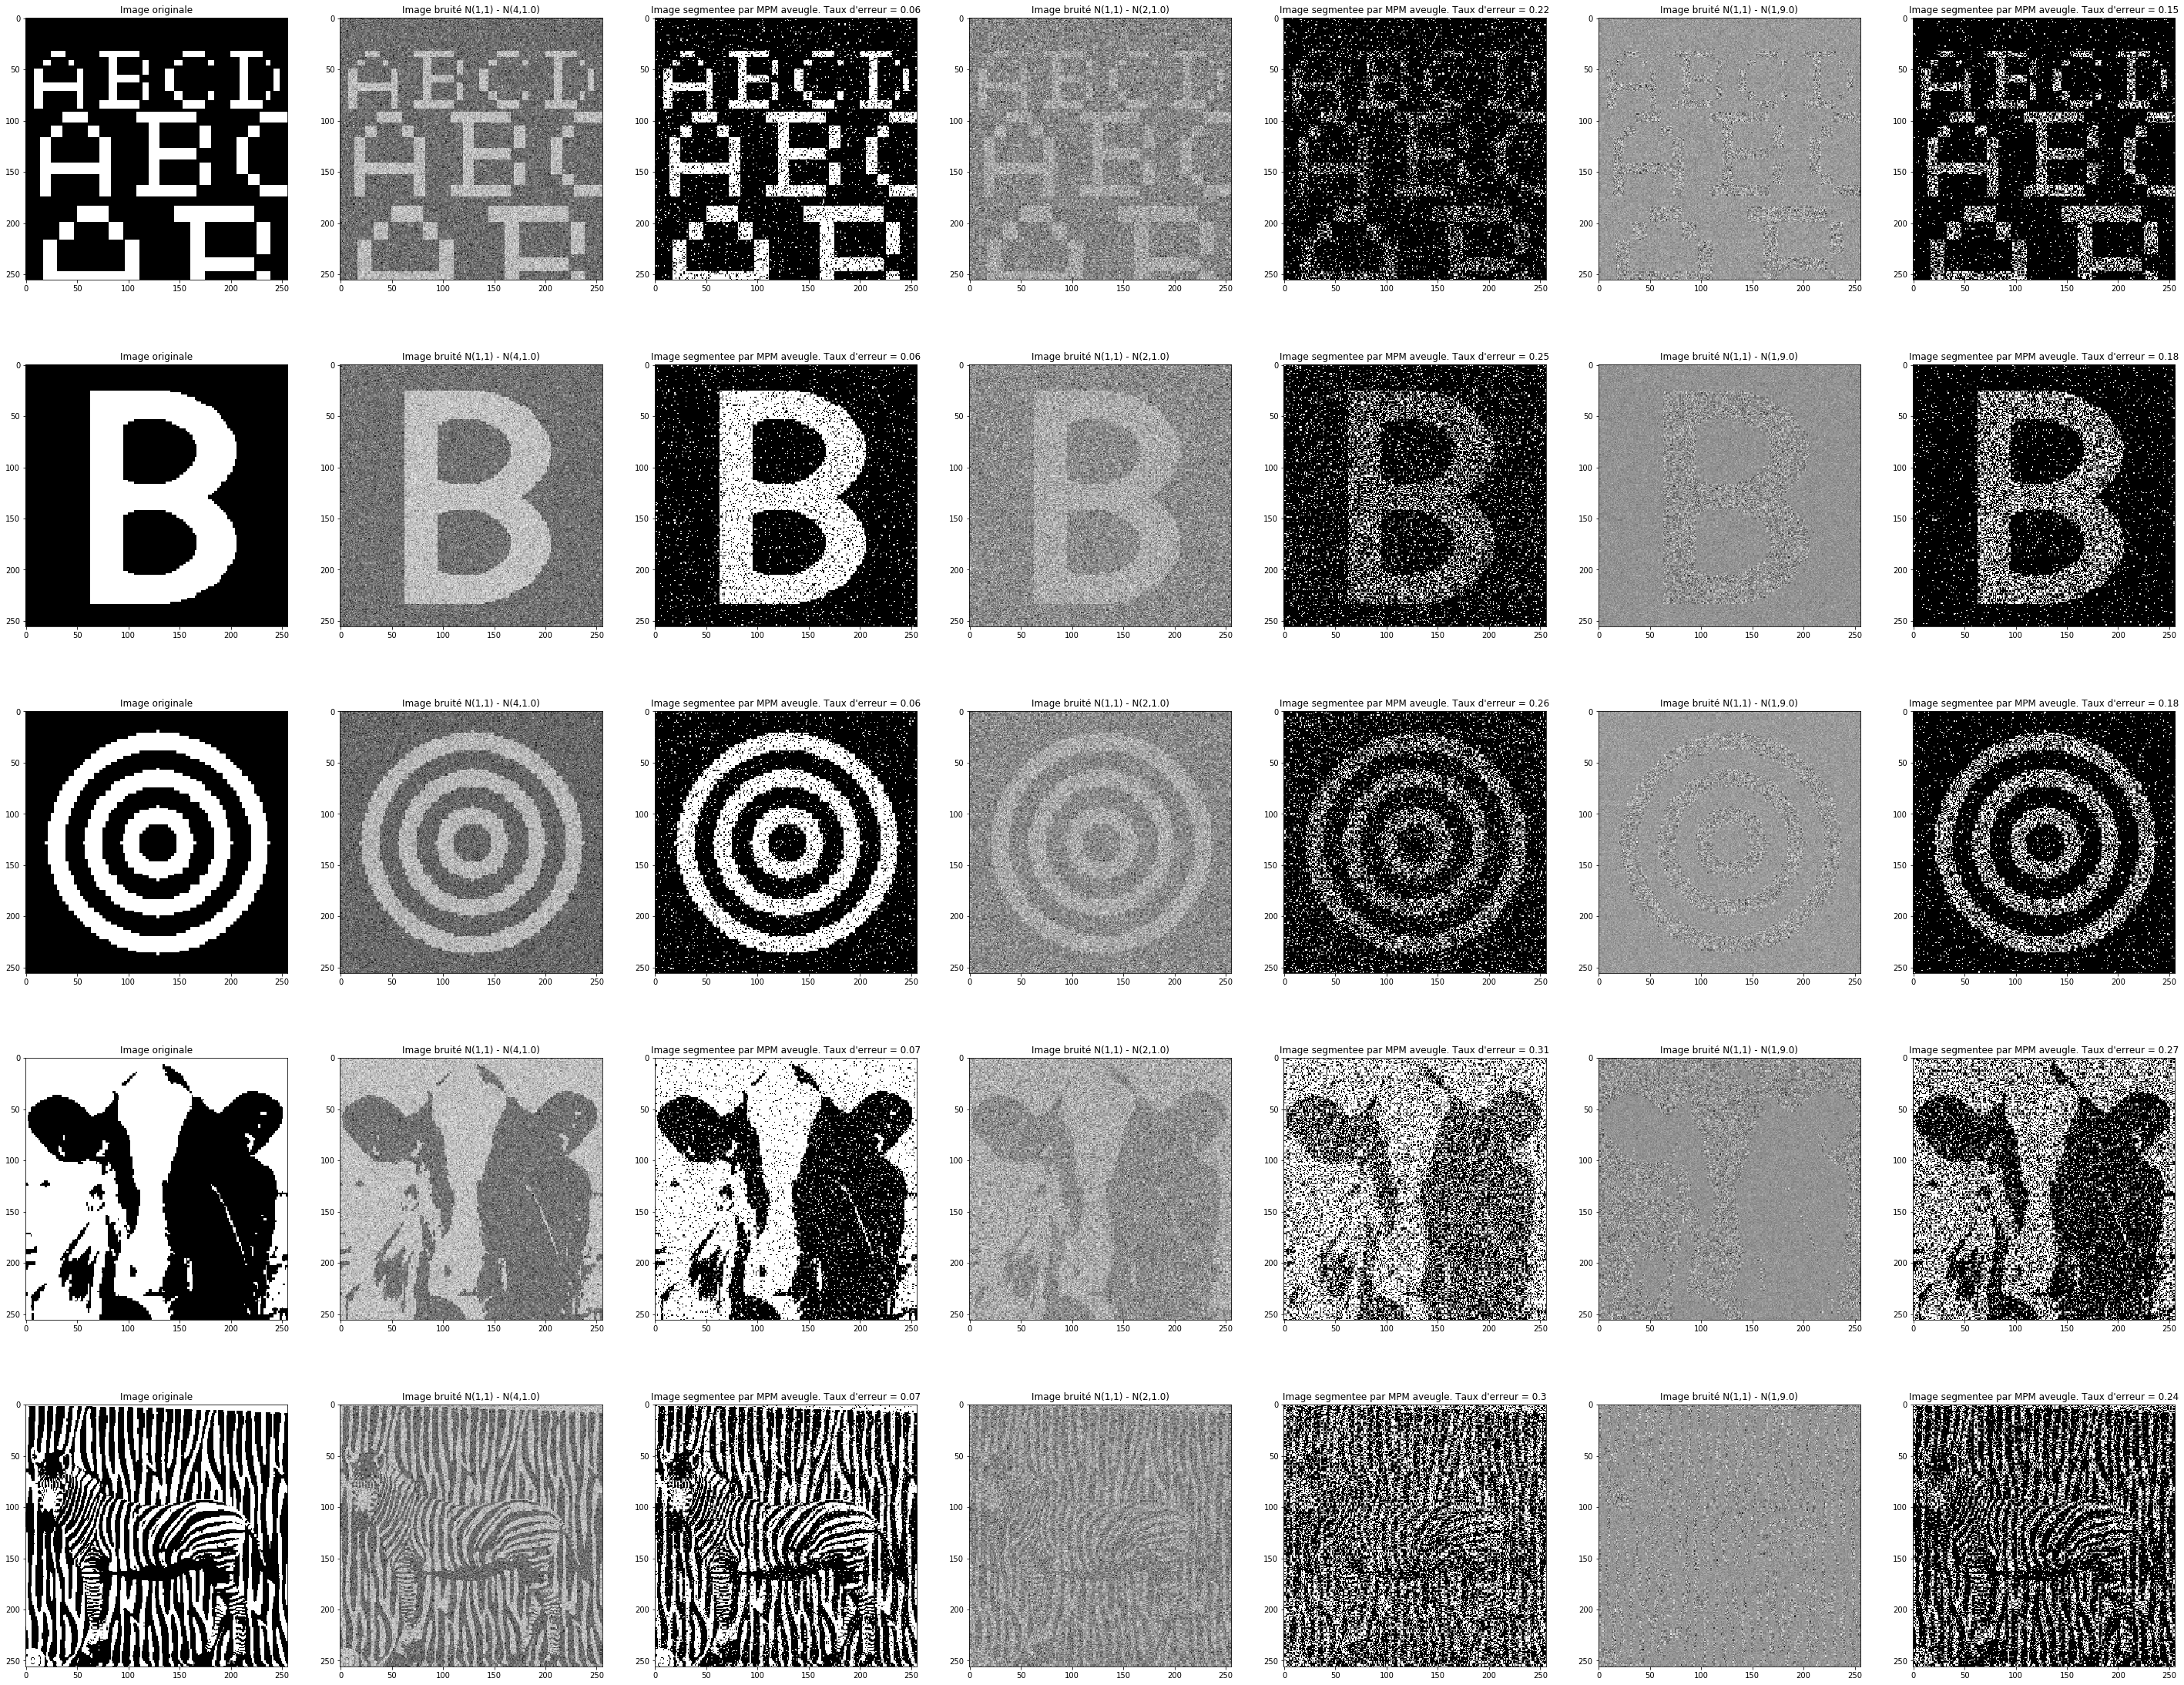 Image originale
Image bruité N(1,1) - N(4,1.0)
Image segmentee par MPM aveugle. Taux d'erreur = 0.06
Image bruité N(1,1) - N(2,1.0)
Image segmentee par MPM aveugle. Taux d'erreur = 0.22
Image bruité N(1,1) - N(1,9.0)
Image segmentee par MPM aveugle. Taux d'erreur = 0.15
0 0 0 0 0 0 0
50 50 50 50 50 50 50
100 100 100 100 100 100 100
150 150 150 150 150 150 150
200 200 200 200 200 200 200
250 250 250 250 250 250 250
0 50 100 150 200 250 0 50 100 150 200 250 0 50 100 150 200 250 0 50 100 150 200 250 0 50 100 150 200 250 0 50 100 150 200 250 0 50 100 150 200 250
A B C D
A B C
A B
Image originale
Image bruité N(1,1) - N(4,1.0)
Image segmentee par MPM aveugle. Taux d'erreur = 0.06
Image bruité N(1,1) - N(2,1.0)
Image segmentee par MPM aveugle. Taux d'erreur = 0.25
Image bruité N(1,1) - N(1,9.0)
Image segmentee par MPM aveugle. Taux d'erreur = 0.18
0 0 0 0 0 0 0
50 50 50 50 50 50 50
100 100 100 100 100 100 100
150 150 150 150 150 150 150
200 200 200 200 200 200 200
250 250 250 250 250 250 250
0 50 100 150 200 250 0 50 100 150 200 250 0 50 100 150 200 250 0 50 100 150 200 250 0 50 100 150 200 250 0 50 100 150 200 250 0 50 100 150 200 250
B
Image originale
Image bruité N(1,1) - N(4,1.0)
Image segmentee par MPM aveugle. Taux d'erreur = 0.06
Image bruité N(1,1) - N(2,1.0)
Image segmentee par MPM aveugle. Taux d'erreur = 0.26
Image bruité N(1,1) - N(1,9.0)
Image segmentee par MPM aveugle. Taux d'erreur = 0.18
0 0 0 0 0 0 0
50 50 50 50 50 50 50
100 100 100 100 100 100 100
150 150 150 150 150 150 150
200 200 200 200 200 200 200
250 250 250 250 250 250 250
0 50 100 150 200 250 0 50 100 150 200 250 0 50 100 150 200 250 0 50 100 150 200 250 0 50 100 150 200 250 0 50 100 150 200 250 0 50 100 150 200 250
Image originale
Image bruité N(1,1) - N(4,1.0)
Image segmentee par MPM aveugle. Taux d'erreur = 0.07
Image bruité N(1,1) - N(2,1.0)
Image segmentee par MPM aveugle. Taux d'erreur = 0.31
Image bruité N(1,1) - N(1,9.0)
Image segmentee par MPM aveugle. Taux d'erreur = 0.27
0 0 0 0 0 0 0
50 50 50 50 50 50 50
100 100 100 100 100 100 100
150 150 150 150 150 150 150
200 200 200 200 200 200 200
250 250 250 250 250 250 250
0 50 100 150 200 250 0 50 100 150 200 250 0 50 100 150 200 250 0 50 100 150 200 250 0 50 100 150 200 250 0 50 100 150 200 250 0 50 100 150 200 250
Image originale
Image bruité N(1,1) - N(4,1.0)
Image segmentee par MPM aveugle. Taux d'erreur = 0.07
Image bruité N(1,1) - N(2,1.0)
Image segmentee par MPM aveugle. Taux d'erreur = 0.3
Image bruité N(1,1) - N(1,9.0)
Image segmentee par MPM aveugle. Taux d'erreur = 0.24
0 0 0 0 0 0 0
50 50 50 50 50 50 50
100 100 100 100 100 100 100
150 150 150 150 150 150 150
200 200 200 200 200 200 200
250 250 250 250 250 250 250
0 50 100 150 200 250 0 50 100 150 200 250 0 50 100 150 200 250 0 50 100 150 200 250 0 50 100 150 200 250 0 50 100 150 200 250 0 50 100 150 200 250